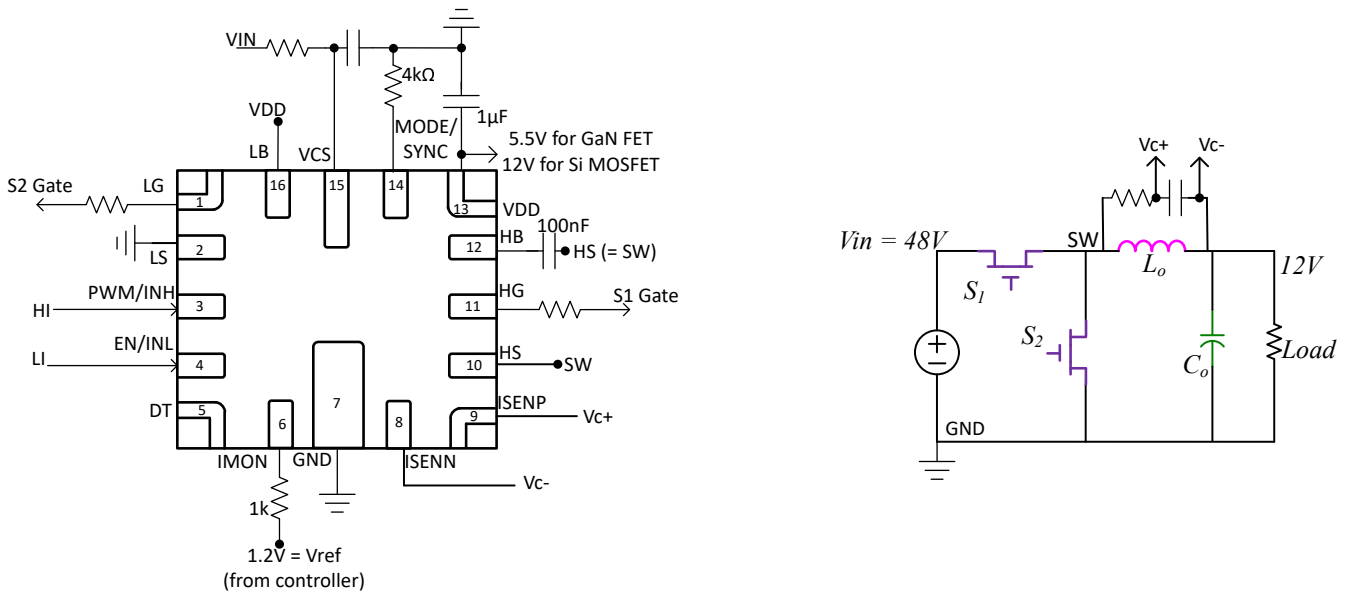 VIN
4kΩ
1µF
VDD
MODE/
SYNC
5.5V for GaN FET
12V for Si MOSFET
LB
VCS
S2 Gate
LG
1
16
15
14
13
VDD
100nF
LS
2
HB
12
HS (= SW)
PWM/INH
HI
3
HG
11
S1 Gate
EN/INL
LI
4
HS
10
SW
DT
5
6
7
8
9
ISENP
Vc+
IMON
GND
ISENN
Vc-
1k
1.2V = Vref
(from controller)
Vc+
Vc-
Vin = 48V
SW
12V
S1
Lo
S2
Co
Load
GND